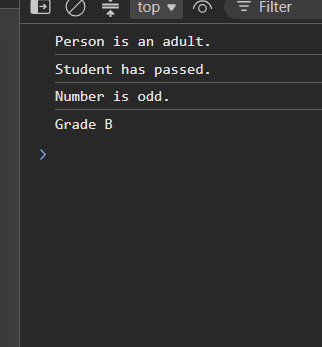 top Filter
Person is an adult.
Student has passed.
Number is odd.
Grade B